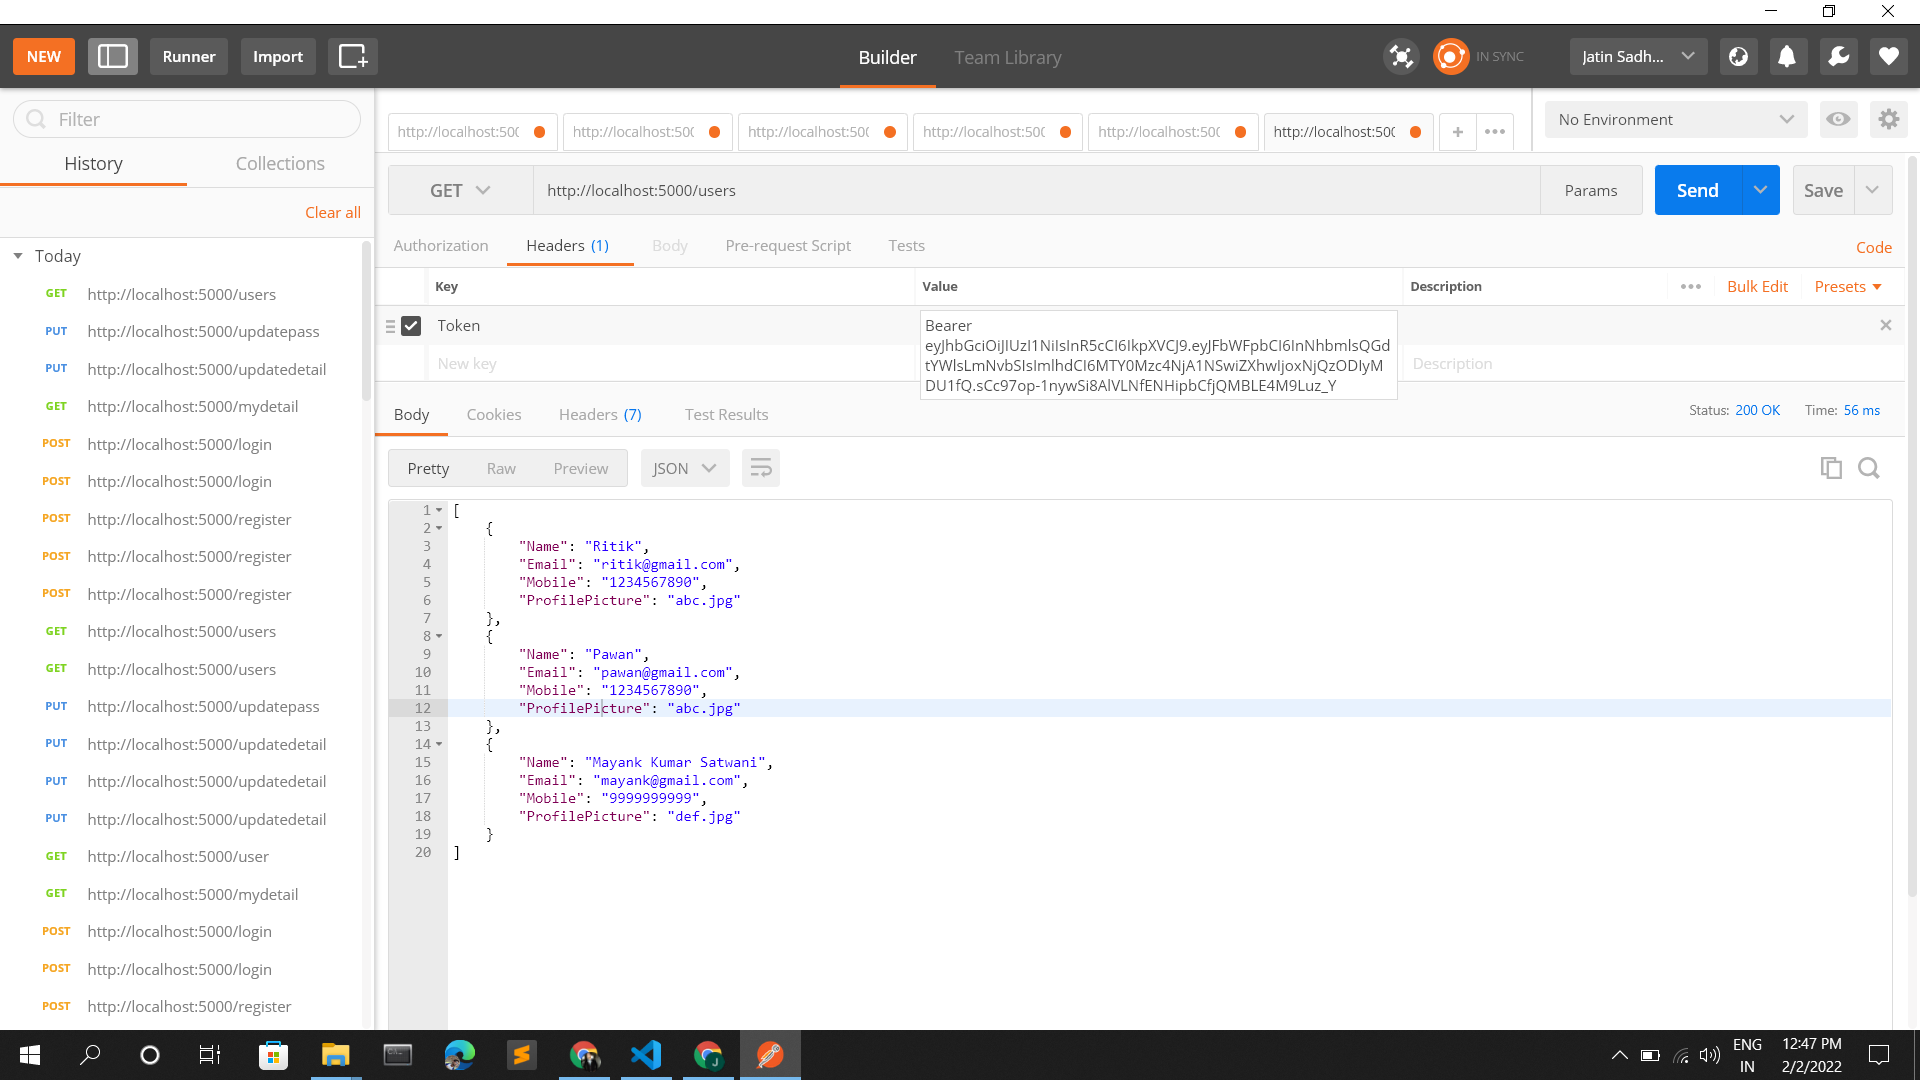 NEW
Runner
Import
Builder
Team Library
IN SYNC
Jatin Sadh...
Filter
History
Collections
Clear all
Today
GET http://localhost:5000/users
PUT http://localhost:5000/updatepass
PUT http://localhost:5000/updatedetail
GET http://localhost:5000/mydetail
POST http://localhost:5000/login
POST http://localhost:5000/login
POST http://localhost:5000/register
POST http://localhost:5000/register
POST http://localhost:5000/register
GET http://localhost:5000/users
GET http://localhost:5000/users
PUT http://localhost:5000/updatepass
PUT http://localhost:5000/updatedetail
PUT http://localhost:5000/updatedetail
PUT http://localhost:5000/updatedetail
GET http://localhost:5000/user
GET http://localhost:5000/mydetail
POST http://localhost:5000/login
POST http://localhost:5000/login
POST http://localhost:5000/register
http://localhost:500 http://localhost:500 http://localhost:500 http://localhost:500 http://localhost:500 http://localhost:500 + •••
No Environment
GET http://localhost:5000/users Params Send Save
Authorization Headers (1) Body Pre-request Script Tests Code
Key Value Description ••• Bulk Edit Presets
Token
Bearer
New key
Description
Body Cookies Headers (7) Test Results Status: 200 OK Time: 56 ms
Pretty Raw Preview JSON
1 [
2 {
3 "Name": "Ritik",
4 "Email": "ritik@gmail.com",
5 "Mobile": "1234567890",
6 "ProfilePicture": "abc.jpg"
7 },
8 {
9 "Name": "Pawan",
10 "Email": "pawan@gmail.com",
11 "Mobile": "1234567890",
12 "ProfilePicture": "abc.jpg"
13 },
14 {
15 "Name": "Mayank Kumar Satwani",
16 "Email": "mayank@gmail.com",
17 "Mobile": "9999999999",
18 "ProfilePicture": "def.jpg"
19 }
20 ]
ENG
IN
12:47 PM
2/2/2022